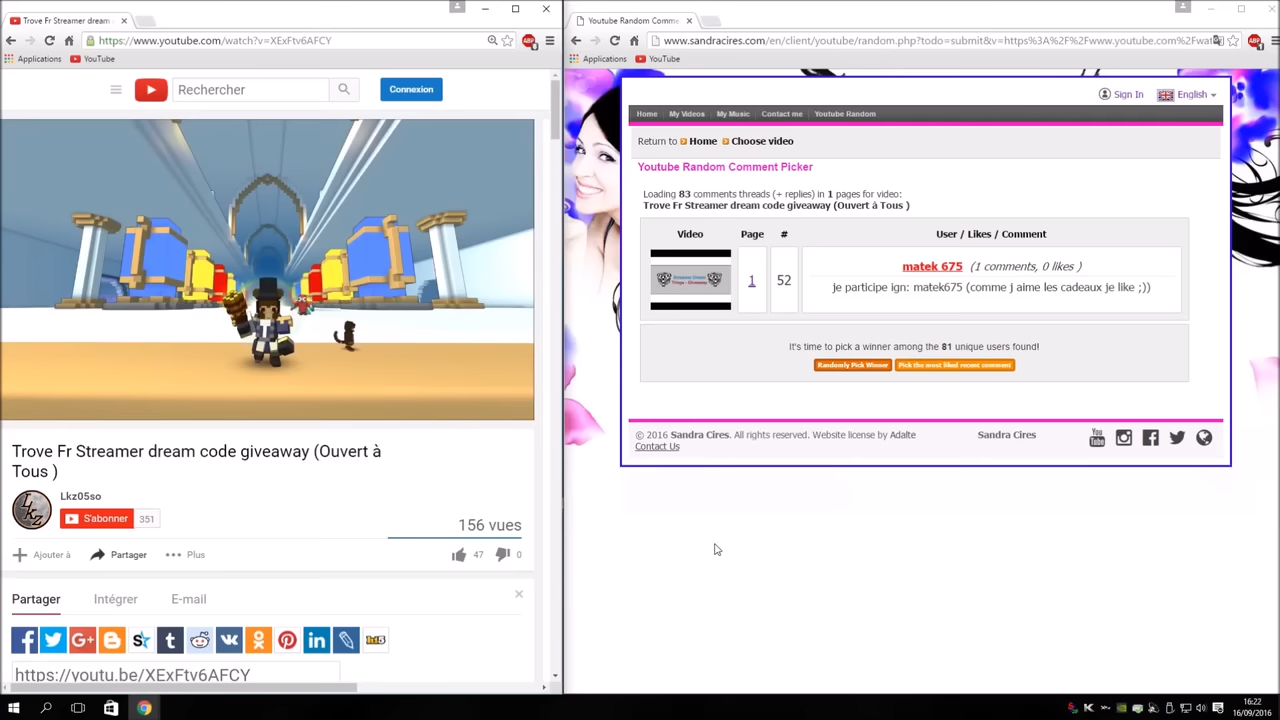 Trove Fr Streamer dream
https://www.youtube.com/watch?v=XExFtv6AFCY
ABP
Applications
YouTube
Rechercher
Connexion
Trove Fr Streamer dream code giveaway (Ouvert à
Tous )
Lkz05so
S'abonner 351
156 vues
Ajouter à Partager Plus 47 0
Partager Intégrer E-mail
https://youtu.be/XExFtv6AFCY
Youtube Random Comme
www.sandracires.com/en/client/youtube/random.php?todo=submit&v=https%3A%2F%2Fwww.youtube.com%2Fwat
ABP
Applications
YouTube
Sign In English
Home My Videos My Music Contact me Youtube Random
Return to Home Choose video
Youtube Random Comment Picker
Loading 83 comments threads (+ replies) in 1 pages for video:
Trove Fr Streamer dream code giveaway (Ouvert à Tous )
Video Page # User / Likes / Comment
matek 675 (1 comments, 0 likes )
1 52
je participe ign: matek675 (comme j aime les cadeaux je like ;))
It's time to pick a winner among the 81 unique users found!
Randomly Pick Winner Pick the most liked recent comment
© 2016 Sandra Cires. All rights reserved. Website license by Adalte Sandra Cires
Contact Us
16:22
16/09/2016